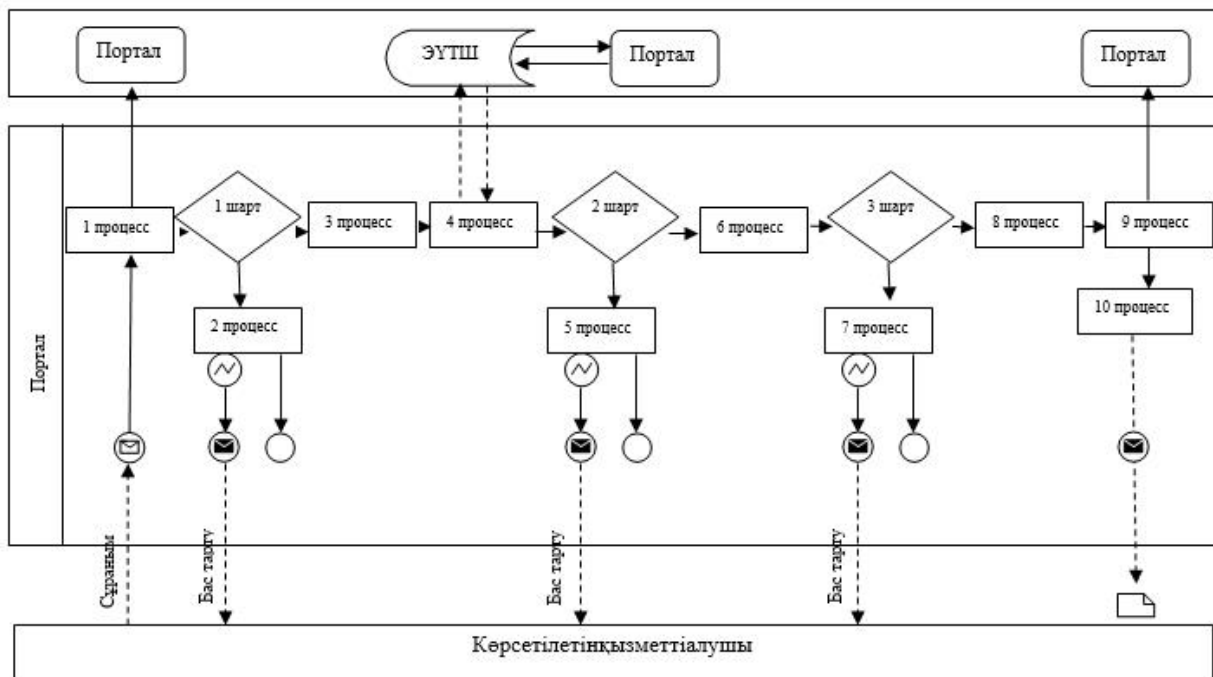 Портал
ЭҮТШ
Портал
Портал
Портал
1 процесс
1 шарт
3 процесс
4 процесс
2 шарт
6 процесс
3 шарт
8 процесс
9 процесс
2 процесс
5 процесс
7 процесс
10 процесс
Сұраным
Бас тарту
Бас тарту
Бас тарту
Көрсетілетінқызметтіалушы